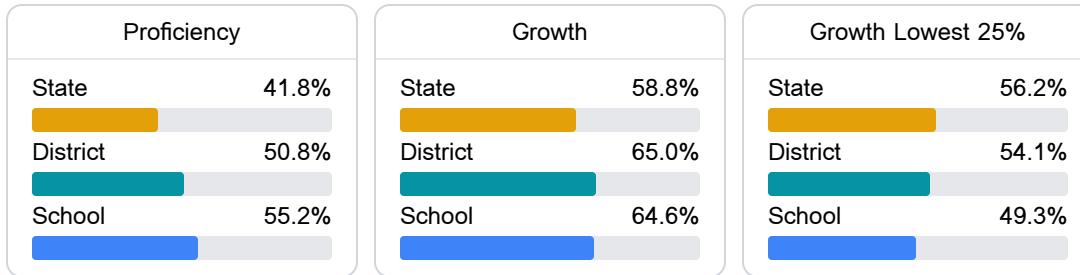 Proficiency
State 41.8%
District 50.8%
School 55.2%
Growth
State 58.8%
District 65.0%
School 64.6%
Growth Lowest 25%
State 56.2%
District 54.1%
School 49.3%